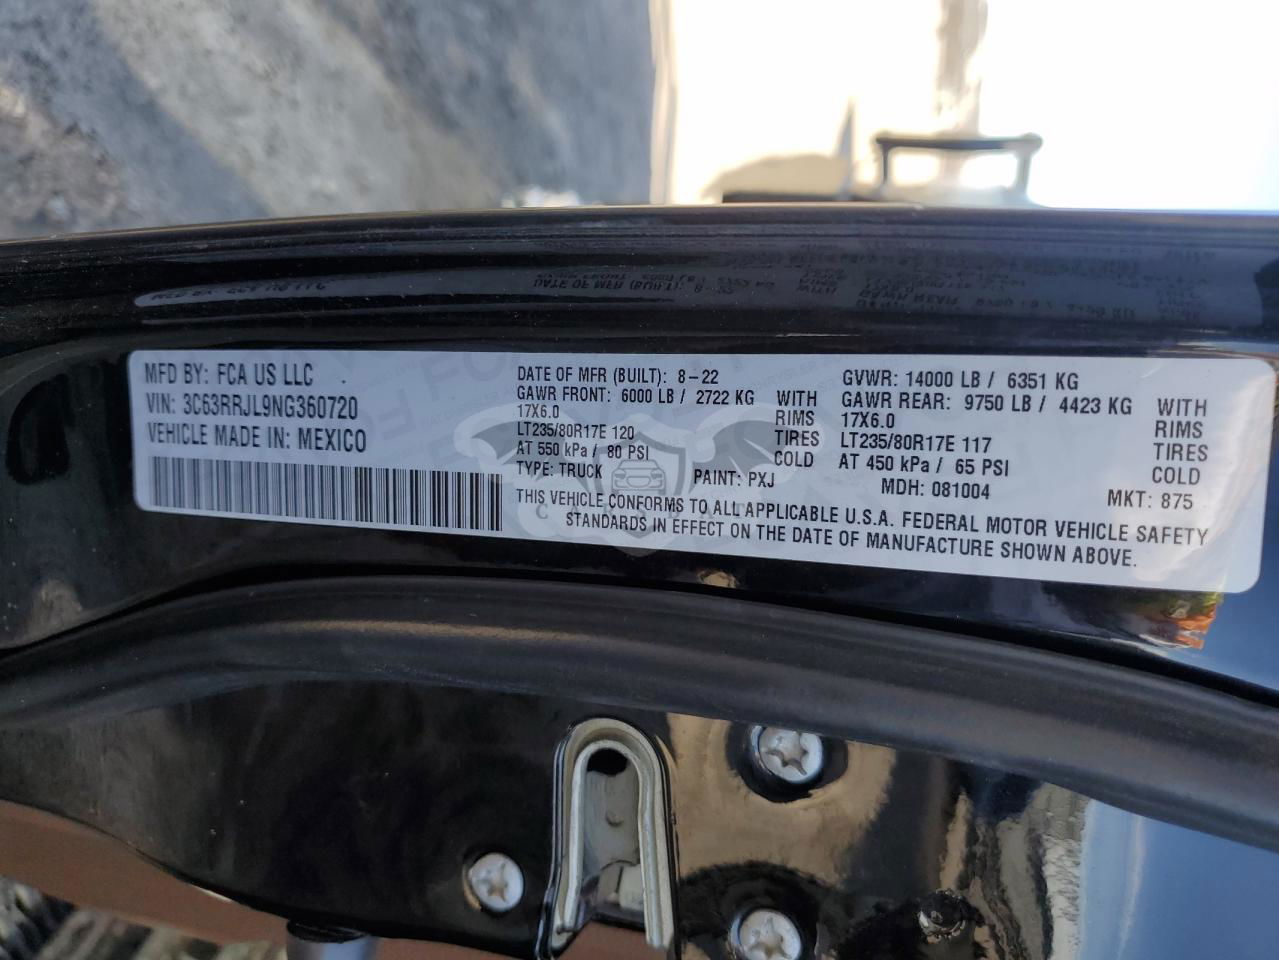 MFD BY: FCA US LLC
VIN: 3C63RRJL9NG360720
VEHICLE MADE IN: MEXICO
DATE OF MFR (BUILT): 8-22
GAWR FRONT: 6000 LB / 2722 KG WITH
17X6.0 RIMS
LT235/80R17E 120 TIRES
AT 550 kPa / 80 PSI COLD
TYPE: TRUCK PAINT: PXJ
GVWR: 14000 LB / 6351 KG
GAWR REAR: 9750 LB / 4423 KG WITH
17X6.0 RIMS
LT235/80R17E 117 TIRES
AT 450 kPa / 65 PSI COLD
MDH: 081004 MKT: 875
THIS VEHICLE CONFORMS TO ALL APPLICABLE U.S.A. FEDERAL MOTOR VEHICLE SAFETY
STANDARDS IN EFFECT ON THE DATE OF MANUFACTURE SHOWN ABOVE.